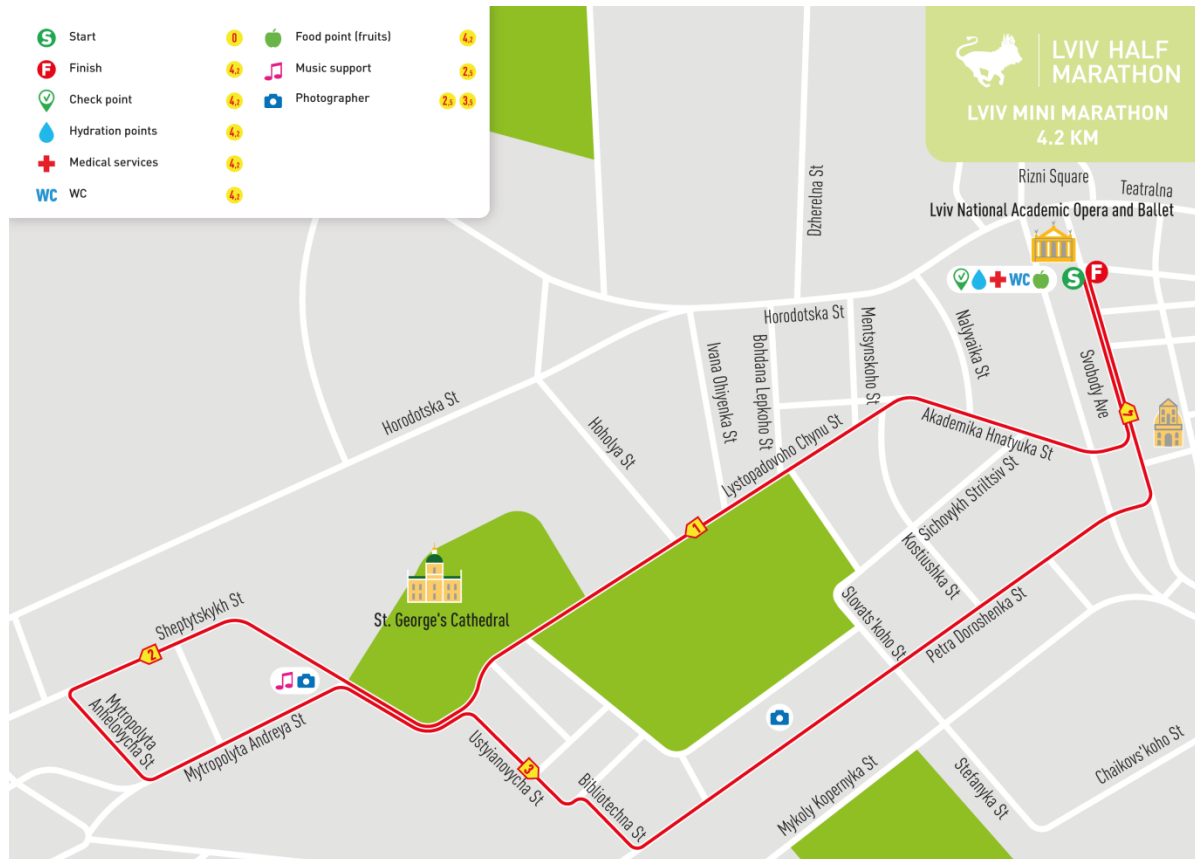 S Start 0
F Finish 4,2
Check point 4,2
Hydration points 4,2
Medical services 4,2
WC WC 4,2
Food point (fruits) 4,2
Music support 2,5
Photographer 2,5 3,5
LVIV HALF
MARATHON
LVIV MINI MARATHON
4.2 KM
Rizni Square
Teatralna
Lviv National Academic Opera and Ballet
WC
S
F
Dzherelna St
Horodotska St
Nalyvaika St
Mentsynskoho St
Bohdana Lepkoho St
Ivana Ohiyenka St
Svobody Ave
4
Horodotska St
Hoholya St
Lystopadovoho Chynu St
Akademika Hnatyuka St
Sichovykh Striltsiv St
Kostiushka St
1
St. George's Cathedral
Slovats'koho St
Petra Doroshenka St
Sheptytskykh St
2
Mytropolyta
Anhelovycha St
Mytropolyta Andreya St
Ustyianovycha St
3
Bibliotechna St
Mykoly Kopernyka St
Stefanyka St
Chaikovs'koho St